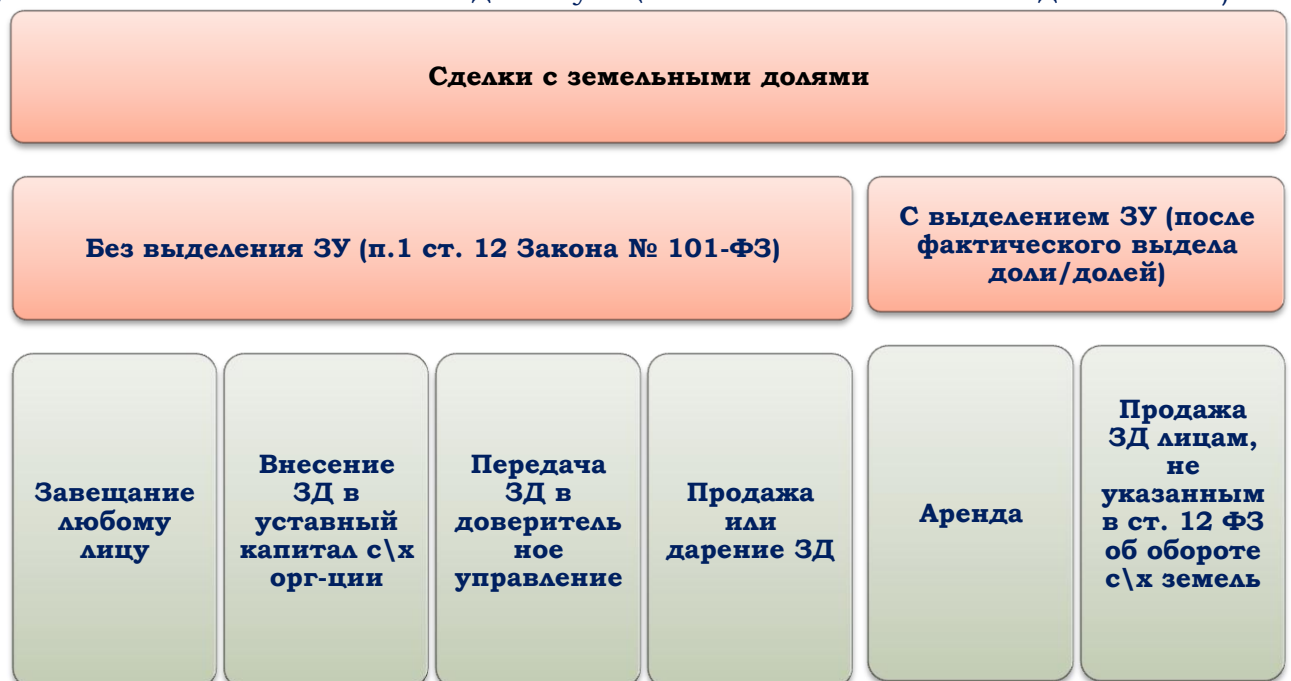 Сделки с земельными долями
Без выделения ЗУ (п.1 ст. 12 Закона № 101-ФЗ)
С выделением ЗУ (после
фактического выдела
доли/долей)
Завещание
любому
лицу
Внесение
ЗД в
уставный
капитал с\х
орг-ции
Передача
ЗД в
доверитель
ное
управление
Продажа
или
дарение ЗД
Аренда
Продажа
ЗД лицам,
не
указанным
в ст. 12 ФЗ
об обороте
с\х земель